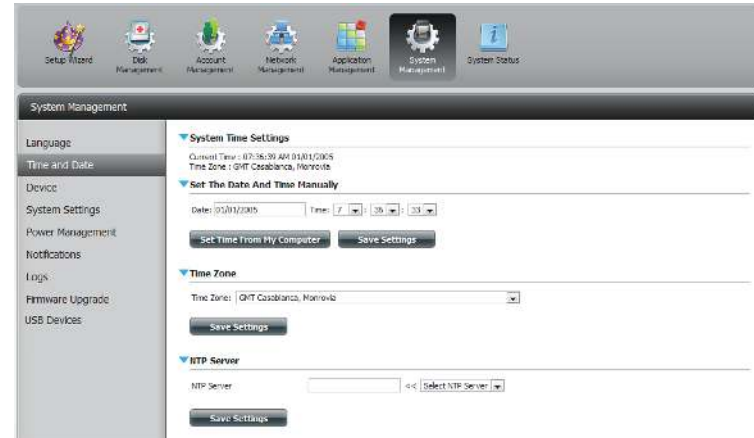 Setup Wizard
Disk Management
Account Management
Network Management
Application Management
System Management
System Status
System Management
Language
Time and Date
Device
System Settings
Power Management
Notifications
Logs
Firmware Upgrade
USB Devices
System Time Settings
Current Time : 07:36:39 AM 01/01/2005
Time Zone : GMT Casablanca, Monrovia
Set The Date And Time Manually
Date: 01/01/2005 Time: 7 : 35 : 33
Set Time From My Computer Save Settings
Time Zone
Time Zone: GMT Casablanca, Monrovia
Save Settings
NTP Server
NTP Server << Select NTP Server
Save Settings